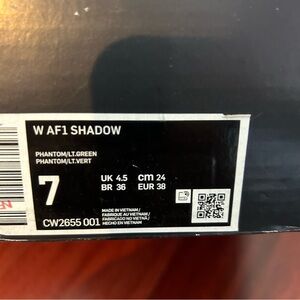 W AF1 SHADOW
PHANTOM/LT.GREEN
PHANTOM/LT.VERT
7
UK 4.5 cm 24
BR 36 EUR 38
CW2655 001
MADE IN VIETNAM /
FABRIQUÉ AU VIETNAM /
FABRICADO NO VIETNÃ /
HECHO EN VIETNAM